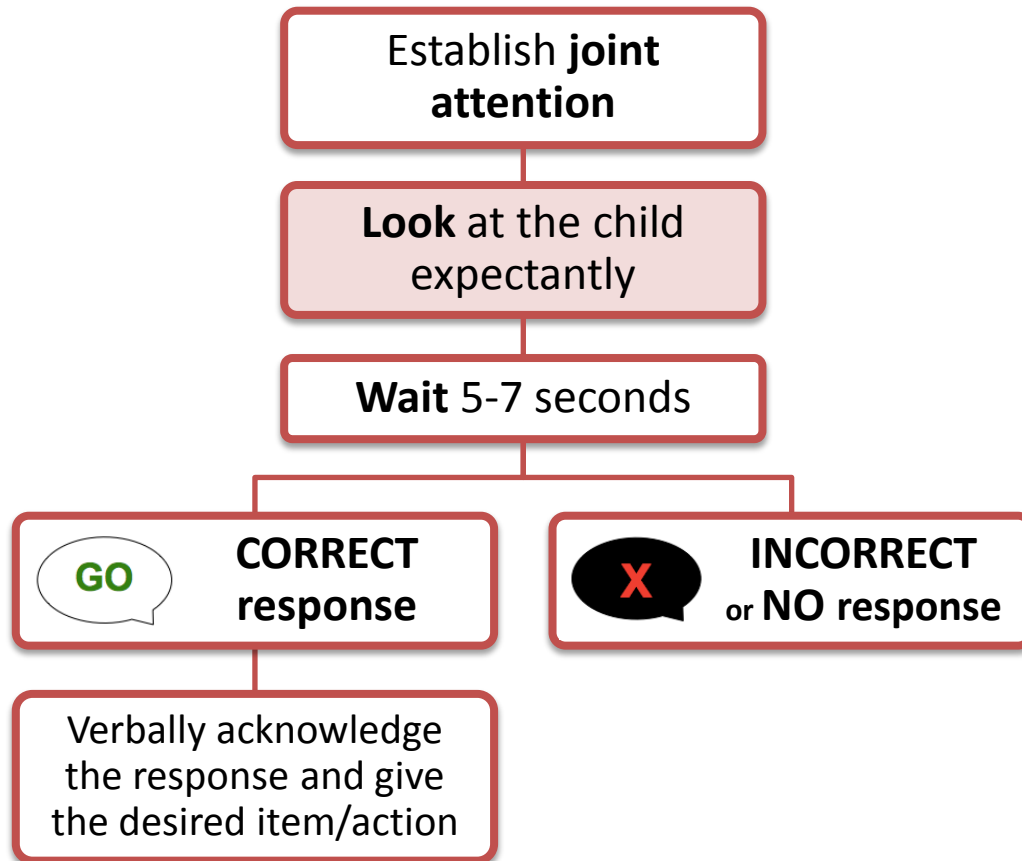 Establish joint
attention
Look at the child
expectantly
Wait 5-7 seconds
GO
CORRECT
response
X
INCORRECT
or NO response
Verbally acknowledge
the response and give
the desired item/action